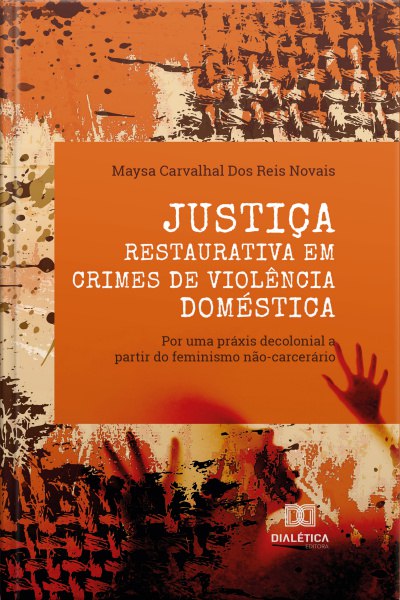 Maysa Carvalhal Dos Reis Novais
JUSTIÇA
RESTAURATIVA EM
CRIMES DE VIOLÊNCIA
DOMÉSTICA
Por uma práxis decolonial a
partir do feminismo não-carcerário
DIALÉTICA
EDITORA